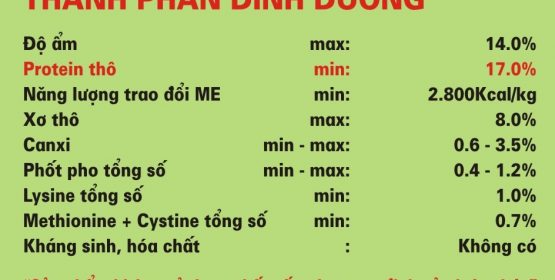 THÀNH PHẦN DINH DƯỠNG
Độ ẩm max: 14.0%
Protein thô min: 17.0%
Năng lượng trao đổi ME min: 2.800Kcal/kg
Xơ thô max: 8.0%
Canxi min - max: 0.6 - 3.5%
Phốt pho tổng số min - max: 0.4 - 1.2%
Lysine tổng số min: 1.0%
Methionine + Cystine tổng số min: 0.7%
Kháng sinh, hóa chất : Không có